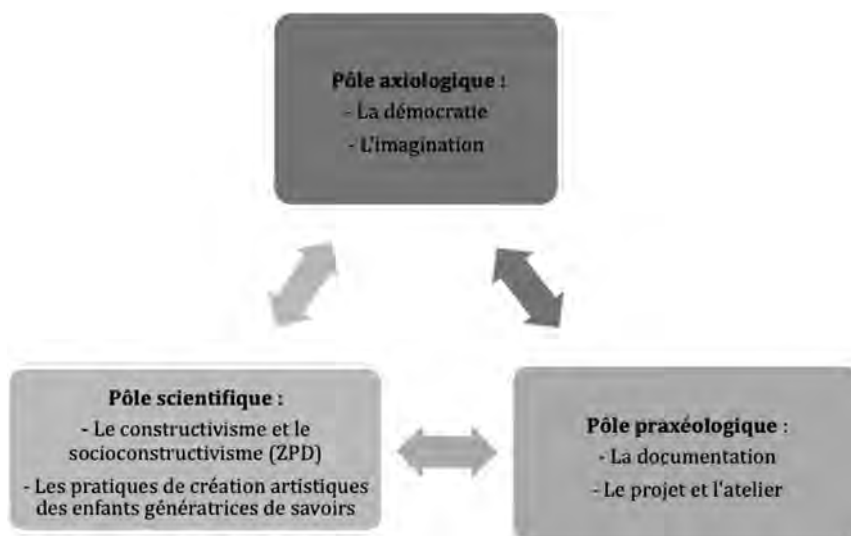 Pôle axiologique :
- La démocratie
- L'imagination
Pôle scientifique :
- Le constructivisme et le
socioconstructivisme (ZPD)
- Les pratiques de création artistiques
des enfants génératrices de savoirs
Pôle praxéologique :
- La documentation
- Le projet et l'atelier